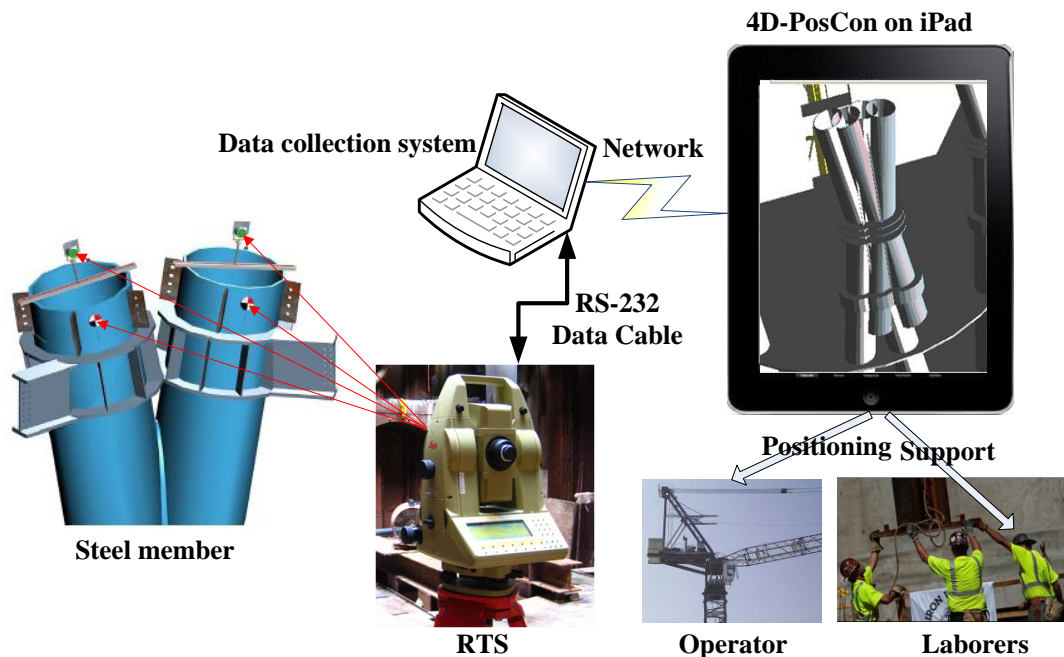 4D-PosCon on iPad
Data collection system
Network
RS-232
Data Cable
Positioning
Support
Steel member
RTS
Operator
Laborers